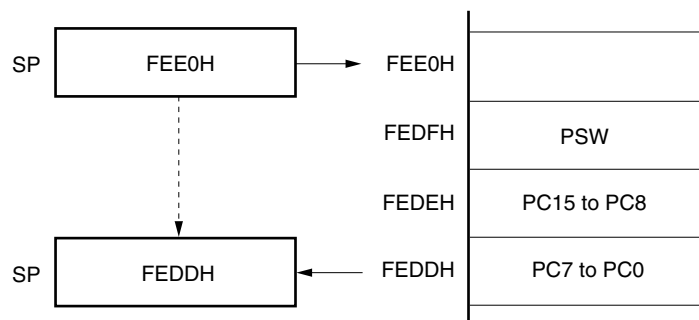 SP FEE0H FEE0H
FEDFH PSW
FEDEH PC15 to PC8
SP FEDDH FEDDH PC7 to PC0